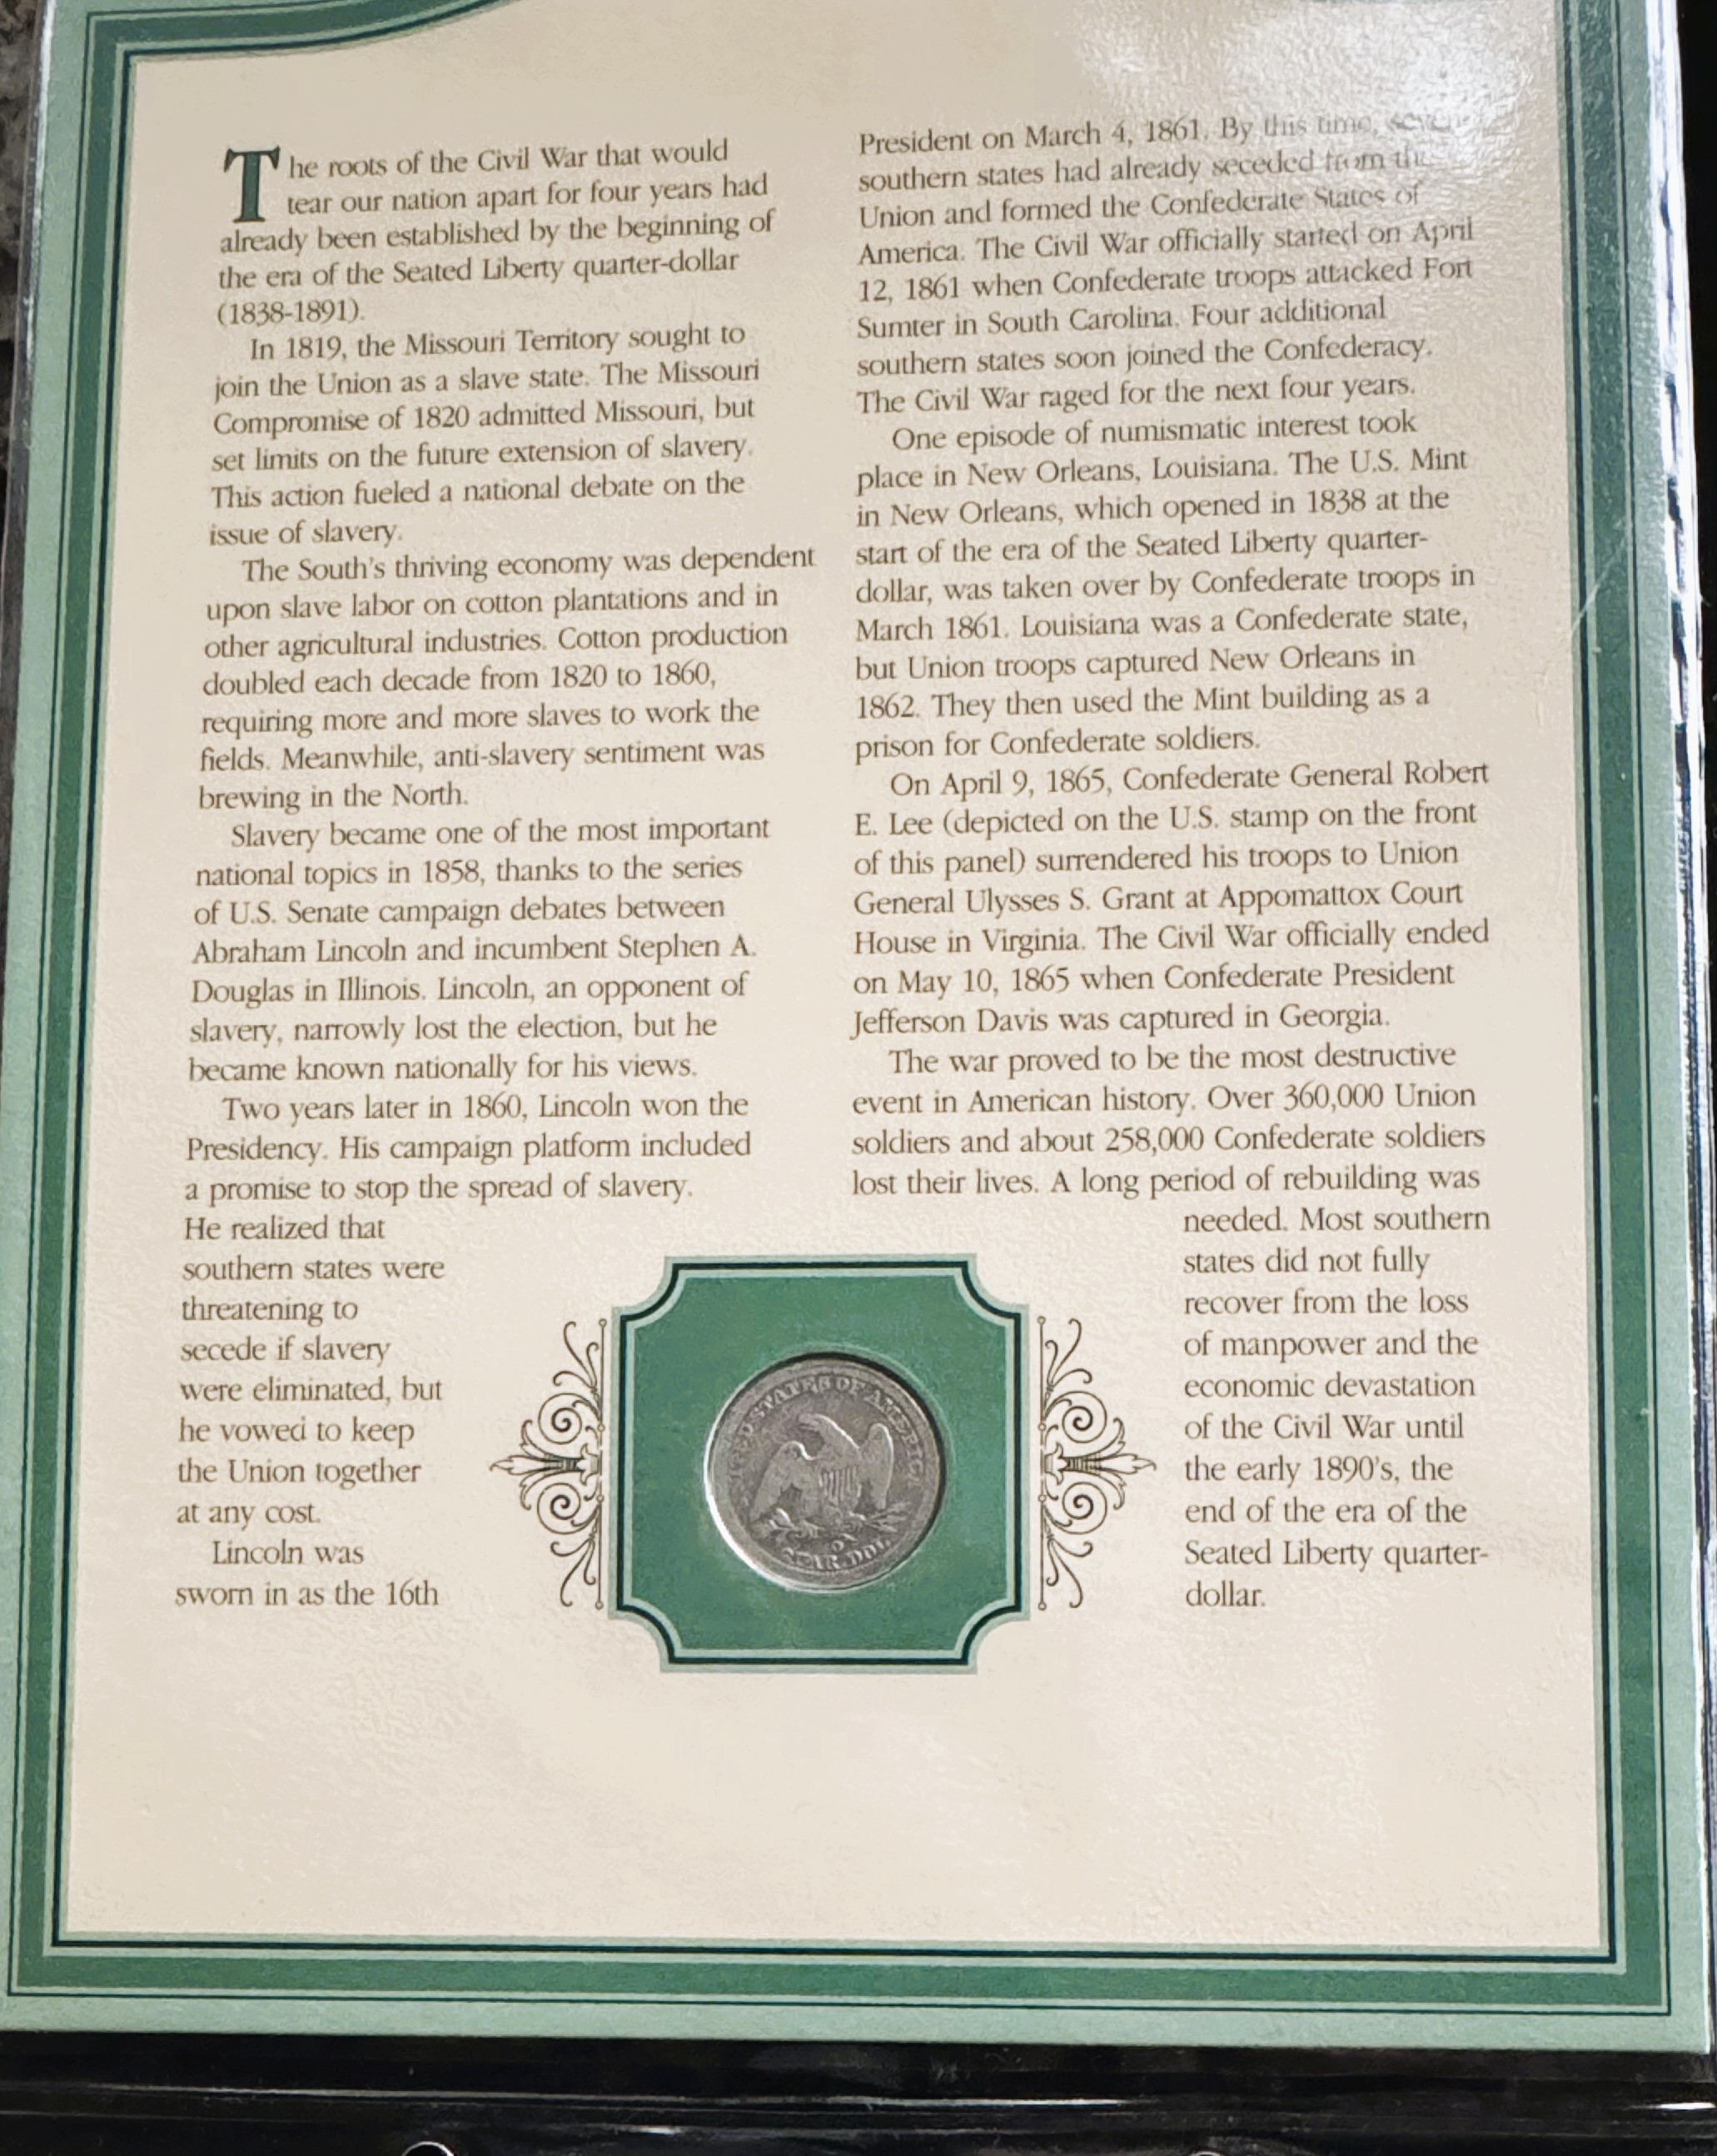 The roots of the Civil War that would
tear our nation apart for four years had
already been established by the beginning of
the era of the Seated Liberty quarter-dollar
(1838-1891).
In 1819, the Missouri Territory sought to
join the Union as a slave state. The Missouri
Compromise of 1820 admitted Missouri, but
set limits on the future extension of slavery.
This action fueled a national debate on the
issue of slavery.
The South's thriving economy was dependent
upon slave labor on cotton plantations and in
other agricultural industries. Cotton production
doubled each decade from 1820 to 1860,
requiring more and more slaves to work the
fields. Meanwhile, anti-slavery sentiment was
brewing in the North.
Slavery became one of the most important
national topics in 1858, thanks to the series
of U.S. Senate campaign debates between
Abraham Lincoln and incumbent Stephen A.
Douglas in Illinois. Lincoln, an opponent of
slavery, narrowly lost the election, but he
became known nationally for his views.
Two years later in 1860, Lincoln won the
Presidency. His campaign platform included
a promise to stop the spread of slavery.
He realized that
southern states were
threatening to
secede if slavery
were eliminated, but
he vowed to keep
the Union together
at any cost.
Lincoln was
sworn in as the 16th
President on March 4, 1861. By this time, seven
southern states had already seceded from the
Union and formed the Confederate States of
America. The Civil War officially started on April
12, 1861 when Confederate troops attacked Fort
Sumter in South Carolina. Four additional
southern states soon joined the Confederacy.
The Civil War raged for the next four years.
One episode of numismatic interest took
place in New Orleans, Louisiana. The U.S. Mint
in New Orleans, which opened in 1838 at the
start of the era of the Seated Liberty quarter-
dollar, was taken over by Confederate troops in
March 1861. Louisiana was a Confederate state,
but Union troops captured New Orleans in
1862. They then used the Mint building as a
prison for Confederate soldiers.
On April 9, 1865, Confederate General Robert
E. Lee (depicted on the U.S. stamp on the front
of this panel) surrendered his troops to Union
General Ulysses S. Grant at Appomattox Court
House in Virginia. The Civil War officially ended
on May 10, 1865 when Confederate President
Jefferson Davis was captured in Georgia.
The war proved to be the most destructive
event in American history. Over 360,000 Union
soldiers and about 258,000 Confederate soldiers
lost their lives. A long period of rebuilding was
needed. Most southern
states did not fully
recover from the loss
of manpower and the
economic devastation
of the Civil War until
the early 1890's, the
end of the era of the
Seated Liberty quarter-
dollar.
STATES OF AMERIC
O
QUAR. DOL.